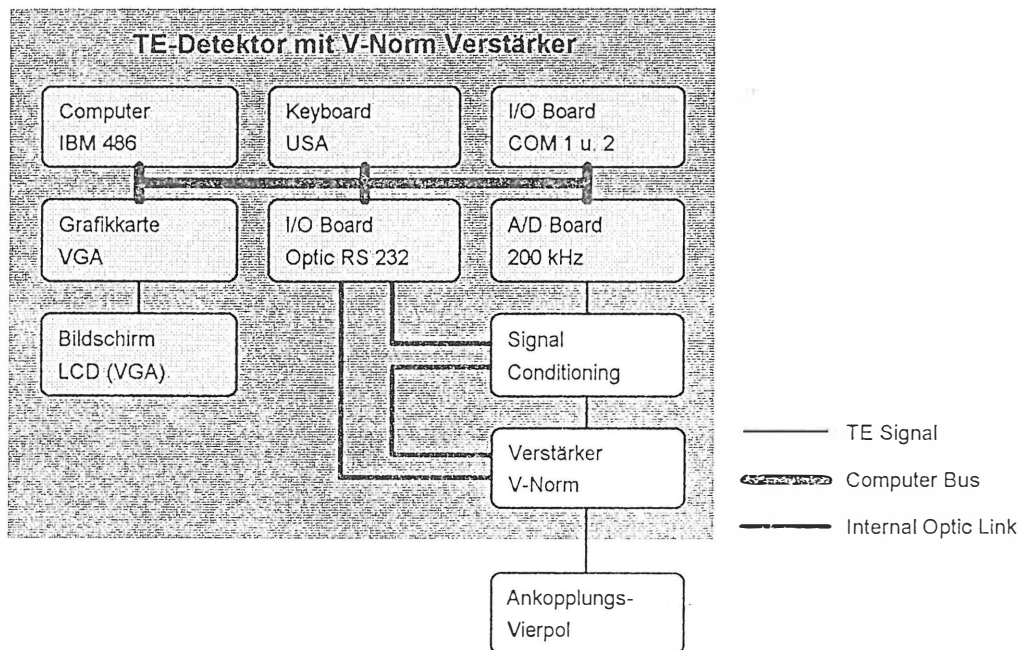 TE-Detektor mit V-Norm Verstärker
Computer
IBM 486
Keyboard
USA
I/O Board
COM 1 u. 2
Grafikkarte
VGA
I/O Board
Optic RS 232
A/D Board
200 kHz
Bildschirm
LCD (VGA)
Signal
Conditioning
Verstärker
V-Norm
Ankopplungs-
Vierpol
TE Signal
Computer Bus
Internal Optic Link